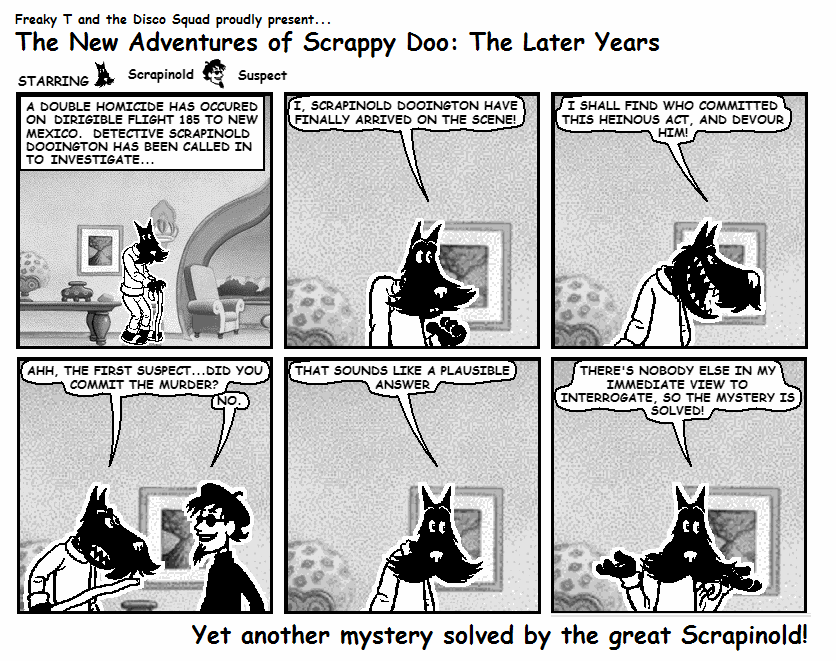 Freaky T and the Disco Squad proudly present...
The New Adventures of Scrappy Doo: The Later Years
STARRING Scrapinold Suspect
A DOUBLE HOMICIDE HAS OCCURED
ON DIRIGIBLE FLIGHT 185 TO NEW
MEXICO. DETECTIVE SCRAPINOLD
DOOINGTON HAS BEEN CALLED IN
TO INVESTIGATE...
I, SCRAPINOLD DOOINGTON HAVE
FINALLY ARRIVED ON THE SCENE!
I SHALL FIND WHO COMMITTED
THIS HEINOUS ACT, AND DEVOUR
HIM!
AHH, THE FIRST SUSPECT...DID YOU
COMMIT THE MURDER?
NO.
THAT SOUNDS LIKE A PLAUSIBLE
ANSWER
THERE'S NOBODY ELSE IN MY
IMMEDIATE VIEW TO
INTERROGATE, SO THE MYSTERY IS
SOLVED!
Yet another mystery solved by the great Scrapinold!